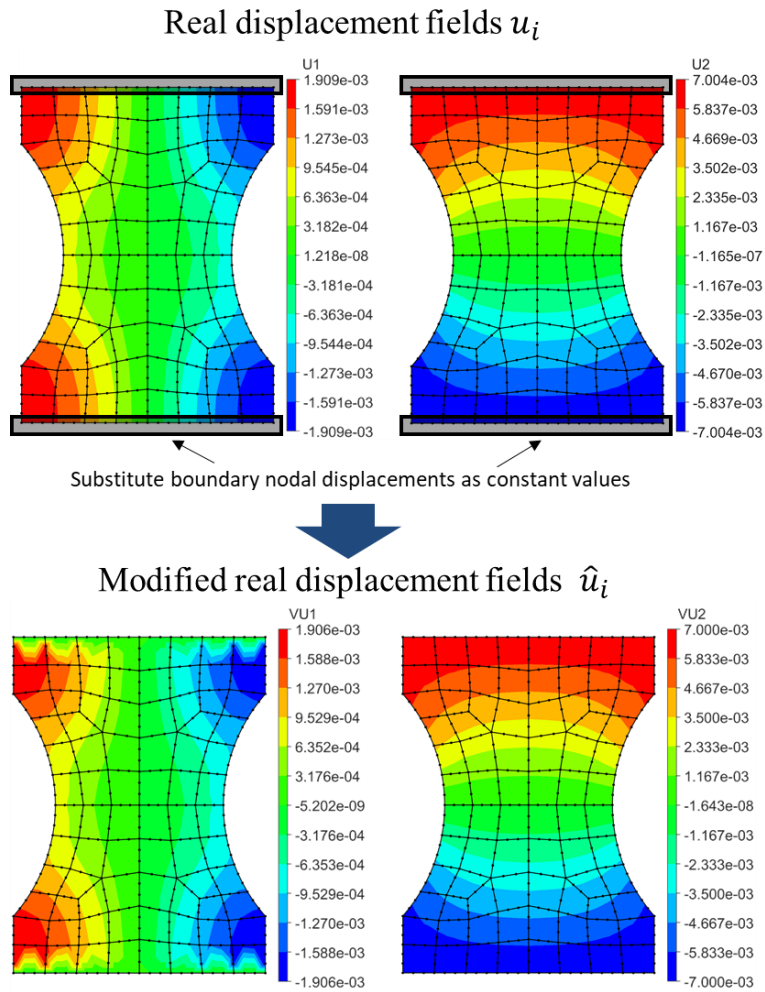 Real displacement fields u_i
U1
1.909e-03
1.591e-03
1.273e-03
9.545e-04
6.363e-04
3.182e-04
1.218e-08
-3.181e-04
-6.363e-04
-9.544e-04
-1.273e-03
-1.591e-03
-1.909e-03
U2
7.004e-03
5.837e-03
4.669e-03
3.502e-03
2.335e-03
1.167e-03
-1.165e-07
-1.167e-03
-2.335e-03
-3.502e-03
-4.670e-03
-5.837e-03
-7.004e-03
Substitute boundary nodal displacements as constant values
Modified real displacement fields û_i
VU1
1.906e-03
1.588e-03
1.270e-03
9.529e-04
6.352e-04
3.176e-04
-5.202e-09
-3.176e-04
-6.353e-04
-9.529e-04
-1.270e-03
-1.588e-03
-1.906e-03
VU2
7.000e-03
5.833e-03
4.667e-03
3.500e-03
2.333e-03
1.167e-03
-1.643e-08
-1.167e-03
-2.333e-03
-3.500e-03
-4.667e-03
-5.833e-03
-7.000e-03